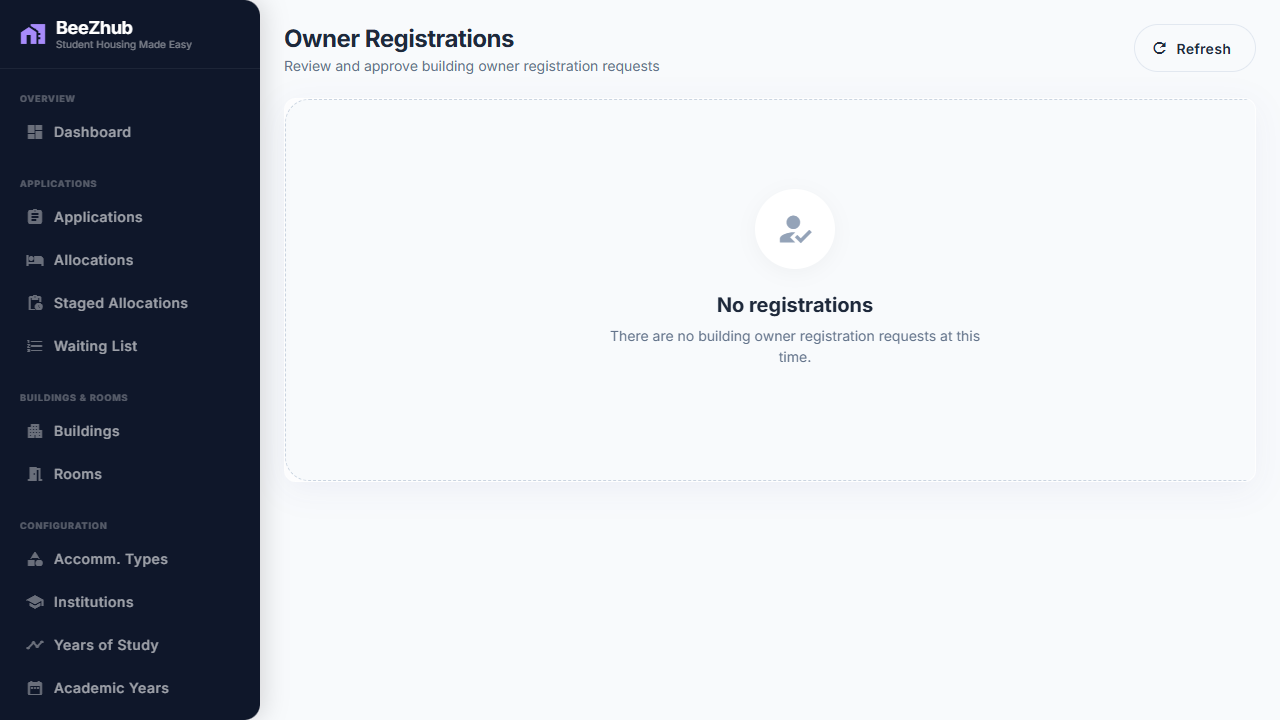 BeeZhub
Student Housing Made Easy
OVERVIEW
Dashboard
APPLICATIONS
Applications
Allocations
Staged Allocations
Waiting List
BUILDINGS & ROOMS
Buildings
Rooms
CONFIGURATION
Accomm. Types
Institutions
Years of Study
Academic Years
Owner Registrations
Review and approve building owner registration requests
Refresh
No registrations
There are no building owner registration requests at this
time.